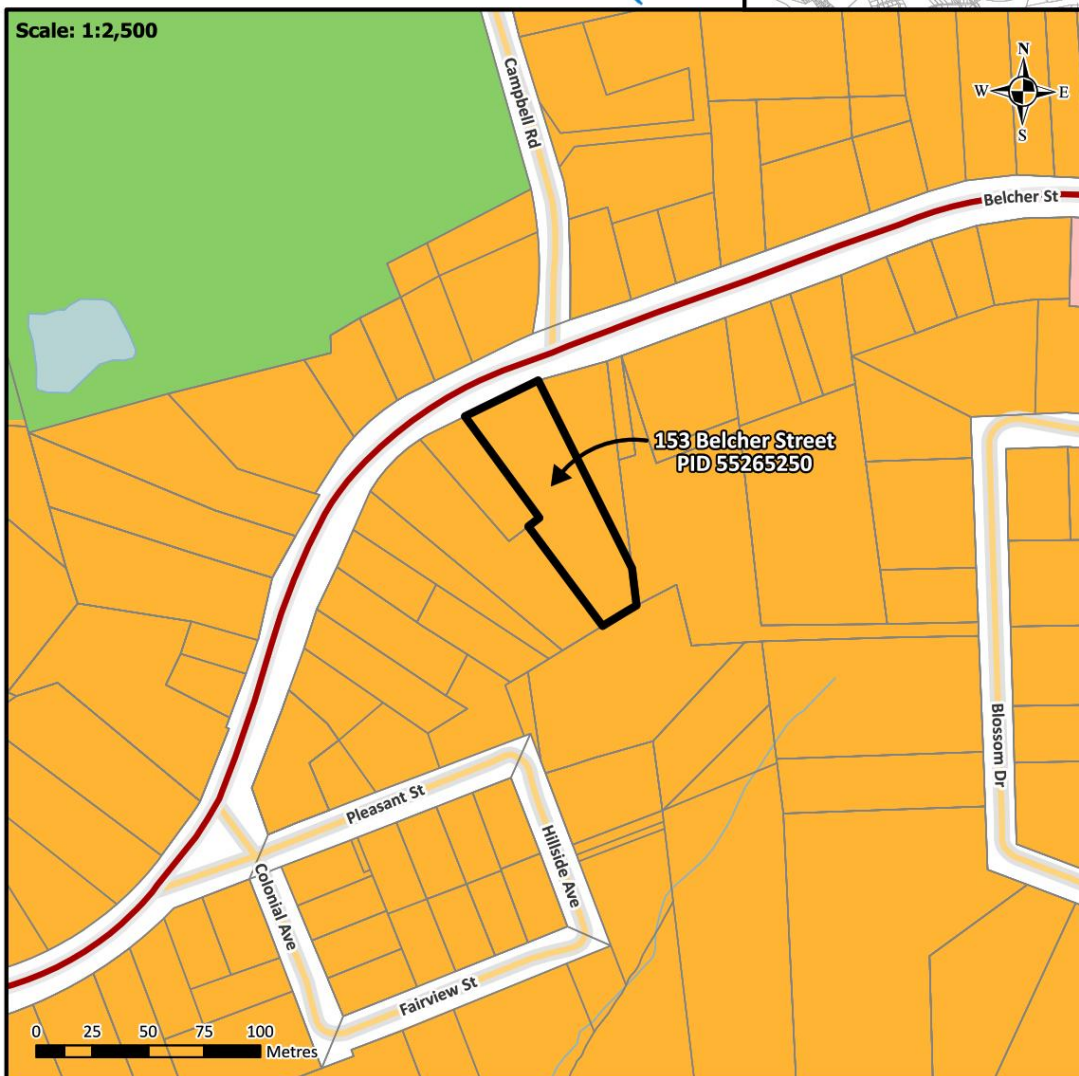 Scale: 1:2,500
N
W E
S
Campbell Rd
Belcher St
153 Belcher Street
PID 55265250
Blossom Dr
Pleasant St
Hillside Ave
Colonial Ave
Fairview St
0 25 50 75 100
Metres